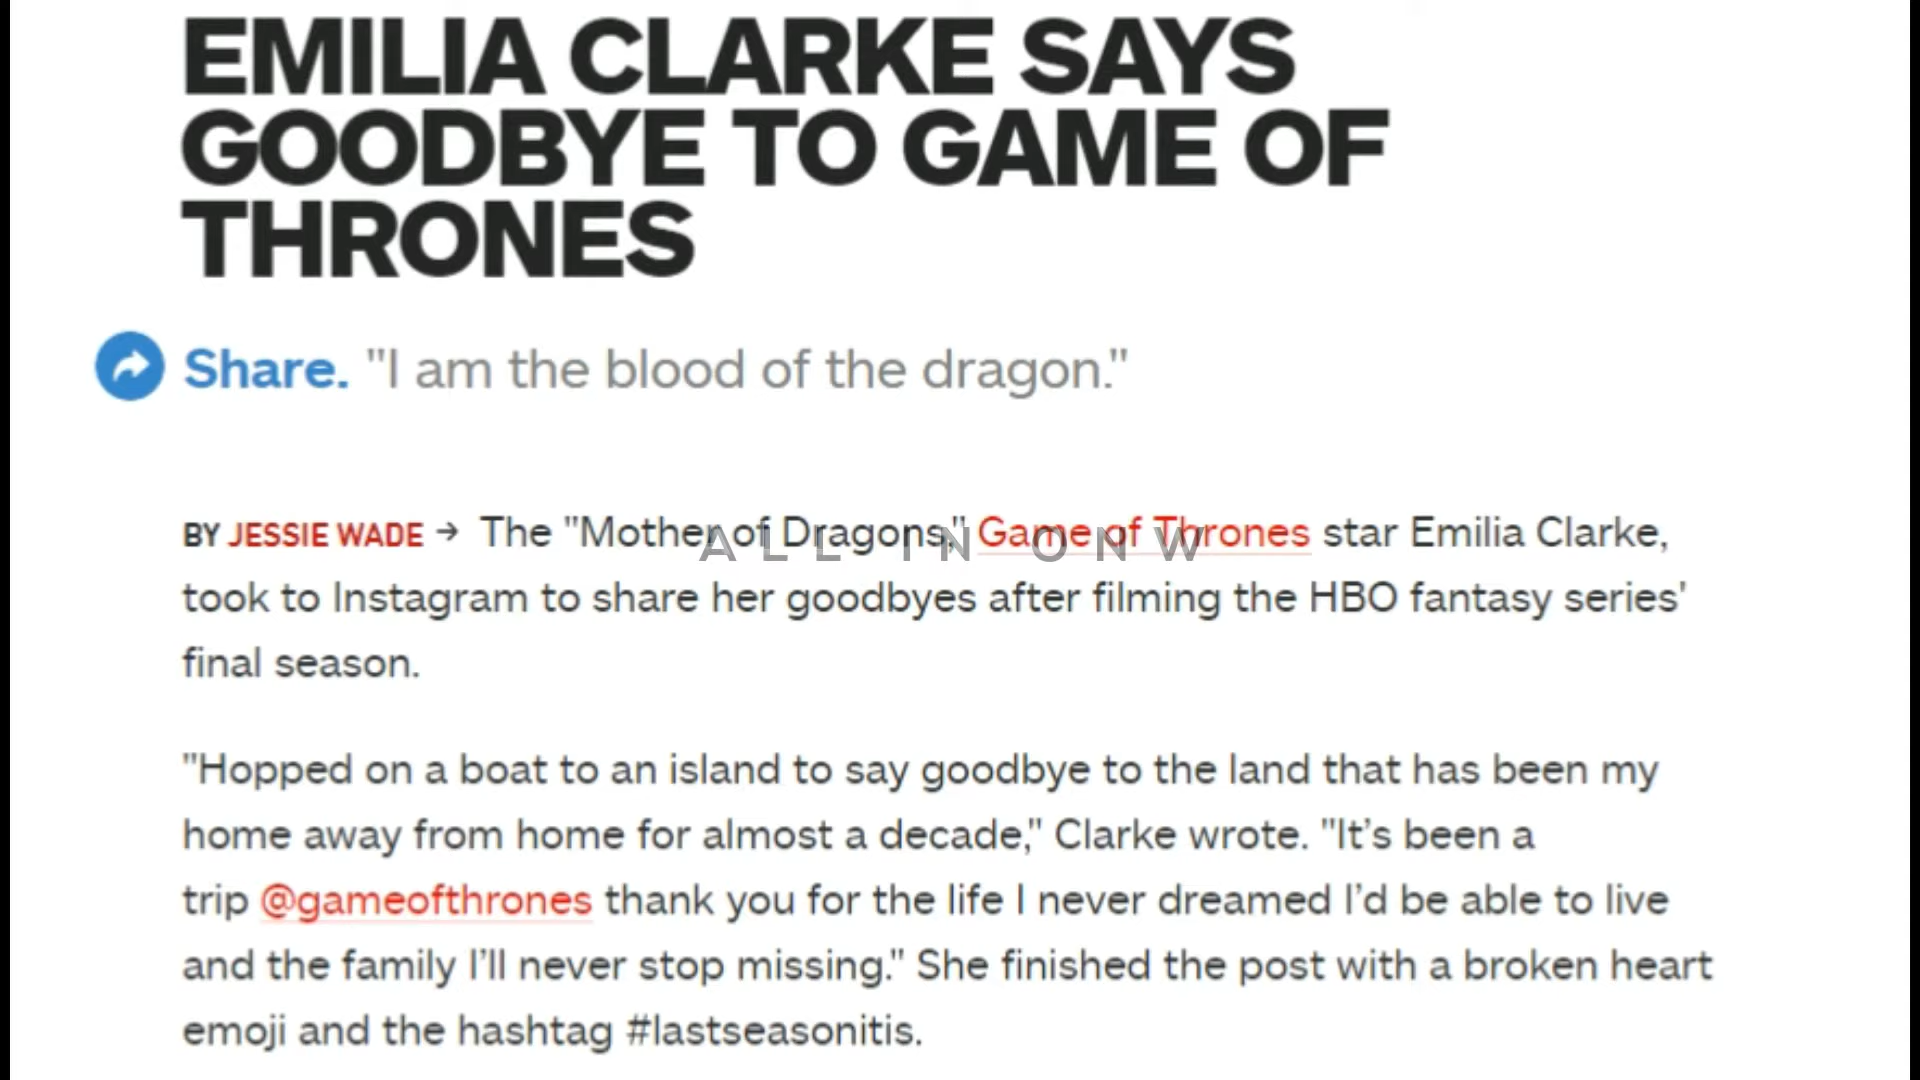 EMILIA CLARKE SAYS
GOODBYE TO GAME OF
THRONES
Share. "I am the blood of the dragon."
BY JESSIE WADE → The "Mother of Dragons," Game of Thrones star Emilia Clarke,
ALL IN ONW
took to Instagram to share her goodbyes after filming the HBO fantasy series'
final season.
"Hopped on a boat to an island to say goodbye to the land that has been my
home away from home for almost a decade," Clarke wrote. "It’s been a
trip @gameofthrones thank you for the life I never dreamed I’d be able to live
and the family I’ll never stop missing." She finished the post with a broken heart
emoji and the hashtag #lastseasonitis.